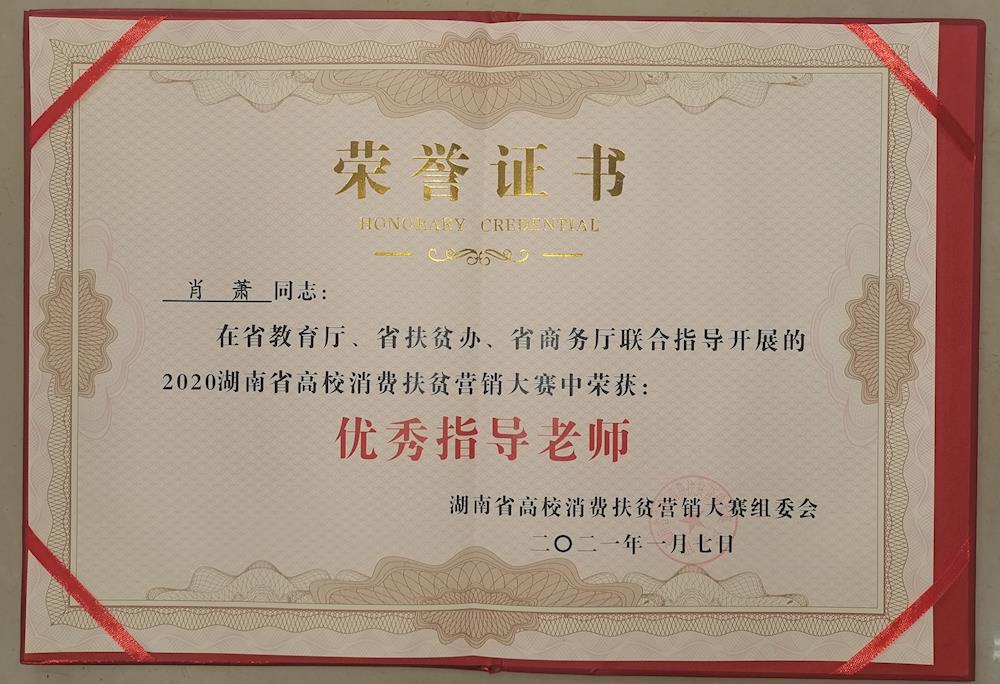 荣誉证书
HONORARY CREDENTIAL
肖 萧 同志:
在省教育厅、省扶贫办、省商务厅联合指导开展的
2020湖南省高校消费扶贫营销大赛中荣获:
优秀指导老师
湖南省高校消费扶贫营销大赛组委会
二〇二一年一月七日